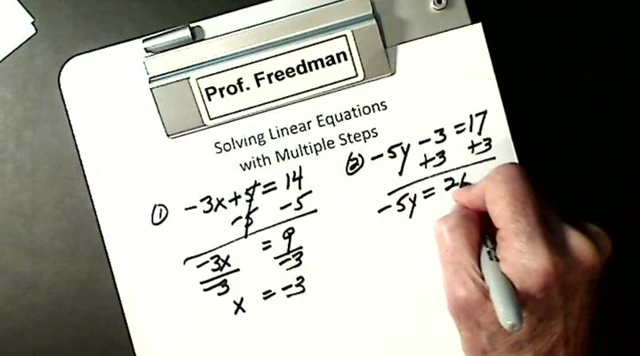 Prof. Freedman
Solving Linear Equations
with Multiple Steps
① -3x+5 = 14
-5 -5
-3x = 9
-3 -3
x = -3
② -5y -3 = 17
+3 +3
-5y = 2